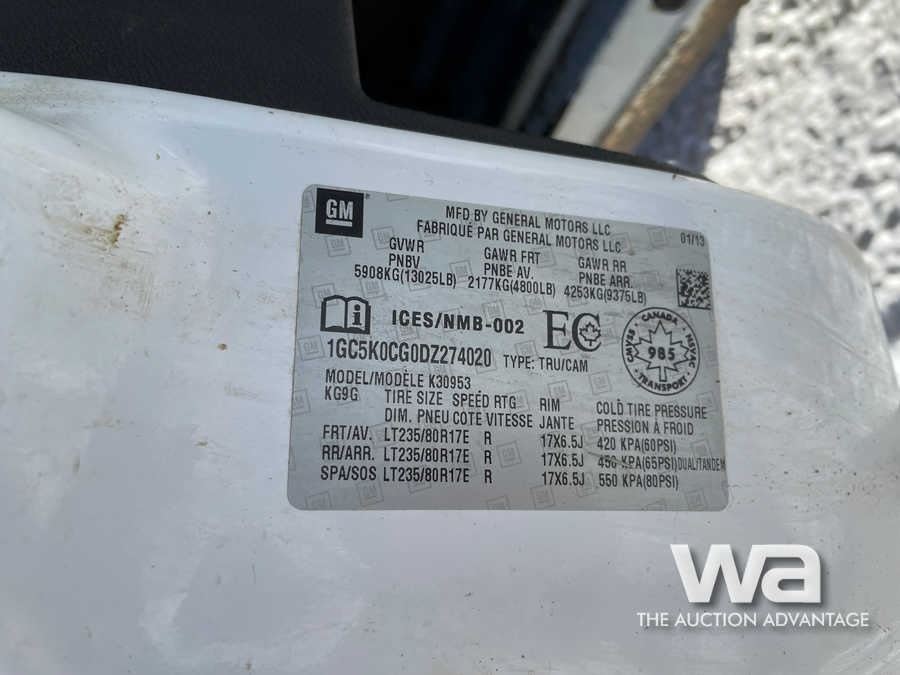 GM
MFD BY GENERAL MOTORS LLC
FABRIQUÉ PAR GENERAL MOTORS LLC
01/13
GVWR GAWR FRT GAWR RR
PNBV PNBE AV. PNBE ARR.
5908KG(13025LB) 2177KG(4800LB) 4253KG(9375LB)
ICES/NMB-002 EC
CANADA
CMVSS 985 NSVAC
TRANSPORT
1GC5K0CG0DZ274020 TYPE: TRU/CAM
MODEL/MODÈLE K30953
KG9G TIRE SIZE SPEED RTG RIM COLD TIRE PRESSURE
DIM. PNEU COTE VITESSE JANTE PRESSION À FROID
FRT/AV. LT235/80R17E R 17X6.5J 420 KPA(60PSI)
RR/ARR. LT235/80R17E R 17X6.5J 450 KPA(65PSI)DUAL/TANDEM
SPA/SOS LT235/80R17E R 17X6.5J 550 KPA(80PSI)
wa
THE AUCTION ADVANTAGE